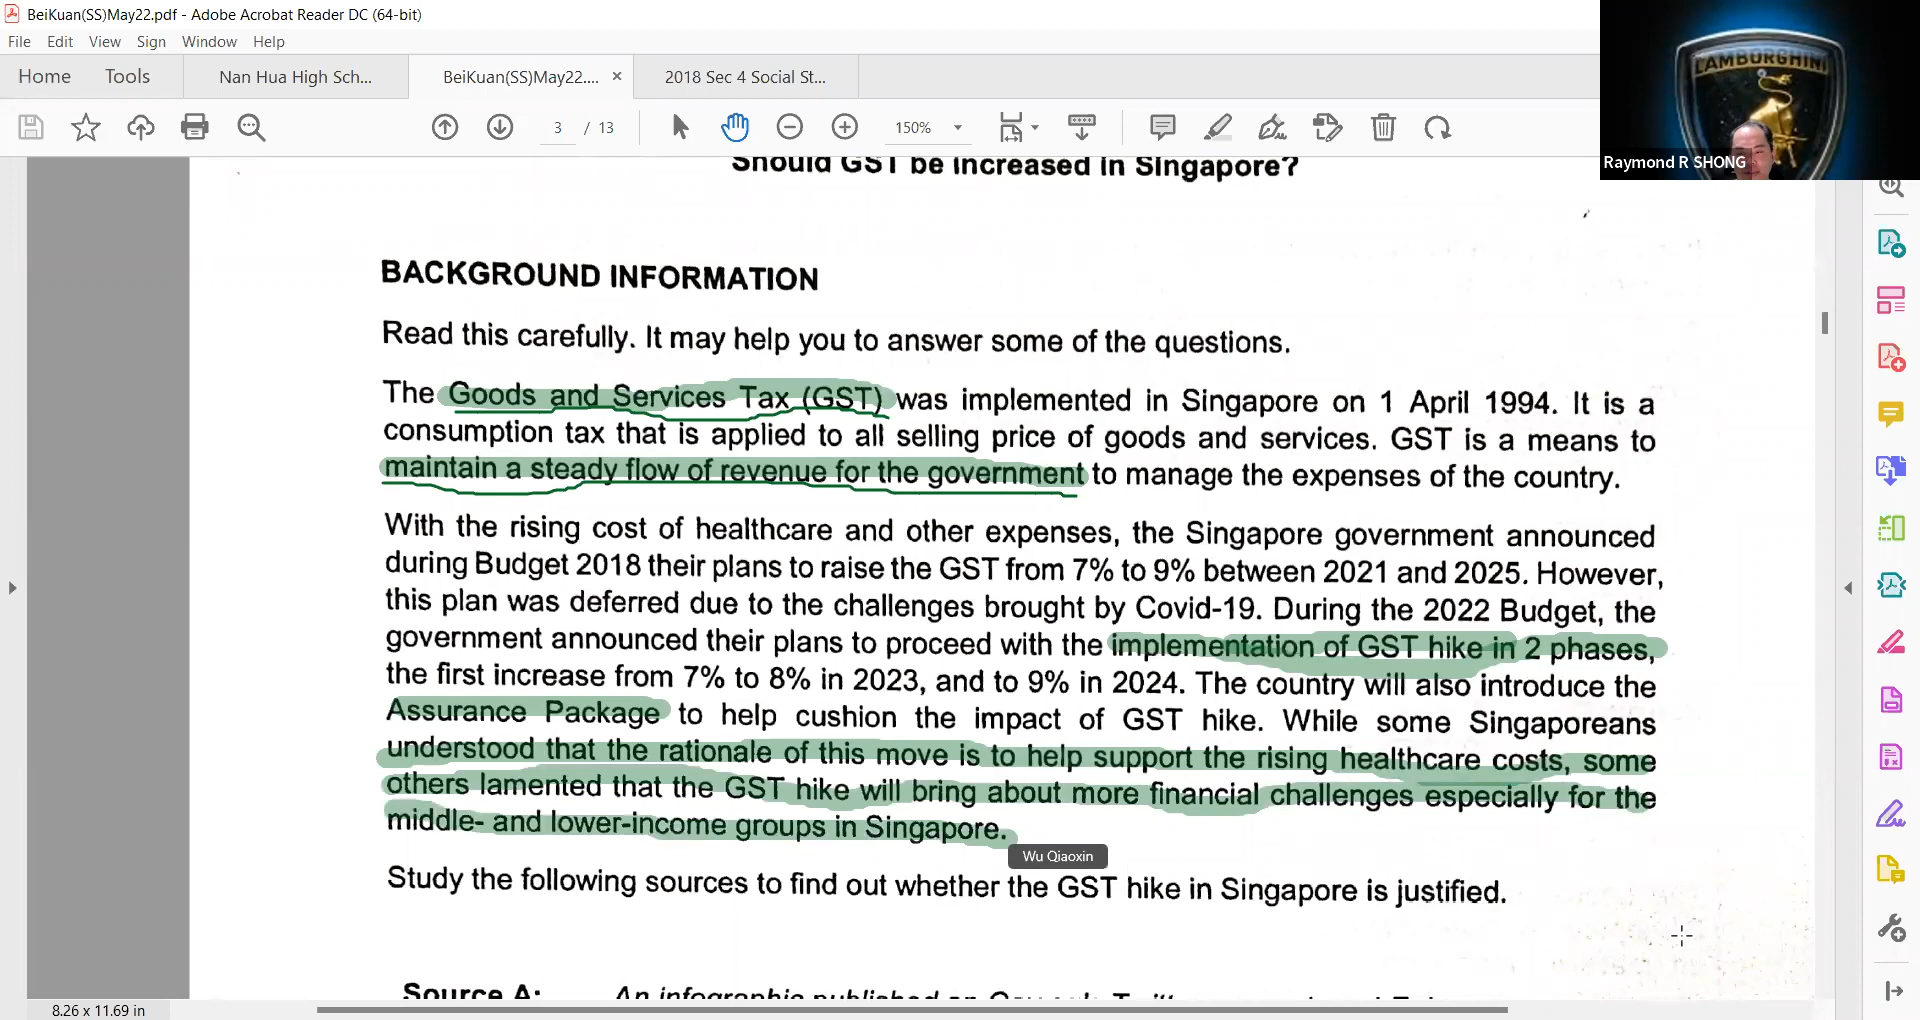 BeiKuan(SS)May22.pdf - Adobe Acrobat Reader DC (64-bit)
File Edit View Sign Window Help
Home Tools Nan Hua High Sch... BeiKuan(SS)May22.... × 2018 Sec 4 Social St...
3 / 13 150%
LAMBORGHINI
Raymond R SHONG
Should GST be increased in Singapore?
BACKGROUND INFORMATION
Read this carefully. It may help you to answer some of the questions.
The Goods and Services Tax (GST) was implemented in Singapore on 1 April 1994. It is a
consumption tax that is applied to all selling price of goods and services. GST is a means to
maintain a steady flow of revenue for the government to manage the expenses of the country.
With the rising cost of healthcare and other expenses, the Singapore government announced
during Budget 2018 their plans to raise the GST from 7% to 9% between 2021 and 2025. However,
this plan was deferred due to the challenges brought by Covid-19. During the 2022 Budget, the
government announced their plans to proceed with the implementation of GST hike in 2 phases,
the first increase from 7% to 8% in 2023, and to 9% in 2024. The country will also introduce the
Assurance Package to help cushion the impact of GST hike. While some Singaporeans
understood that the rationale of this move is to help support the rising healthcare costs, some
others lamented that the GST hike will bring about more financial challenges especially for the
middle- and lower-income groups in Singapore.
Wu Qiaoxin
Study the following sources to find out whether the GST hike in Singapore is justified.
Source A: An infographic published on
8.26 x 11.69 in